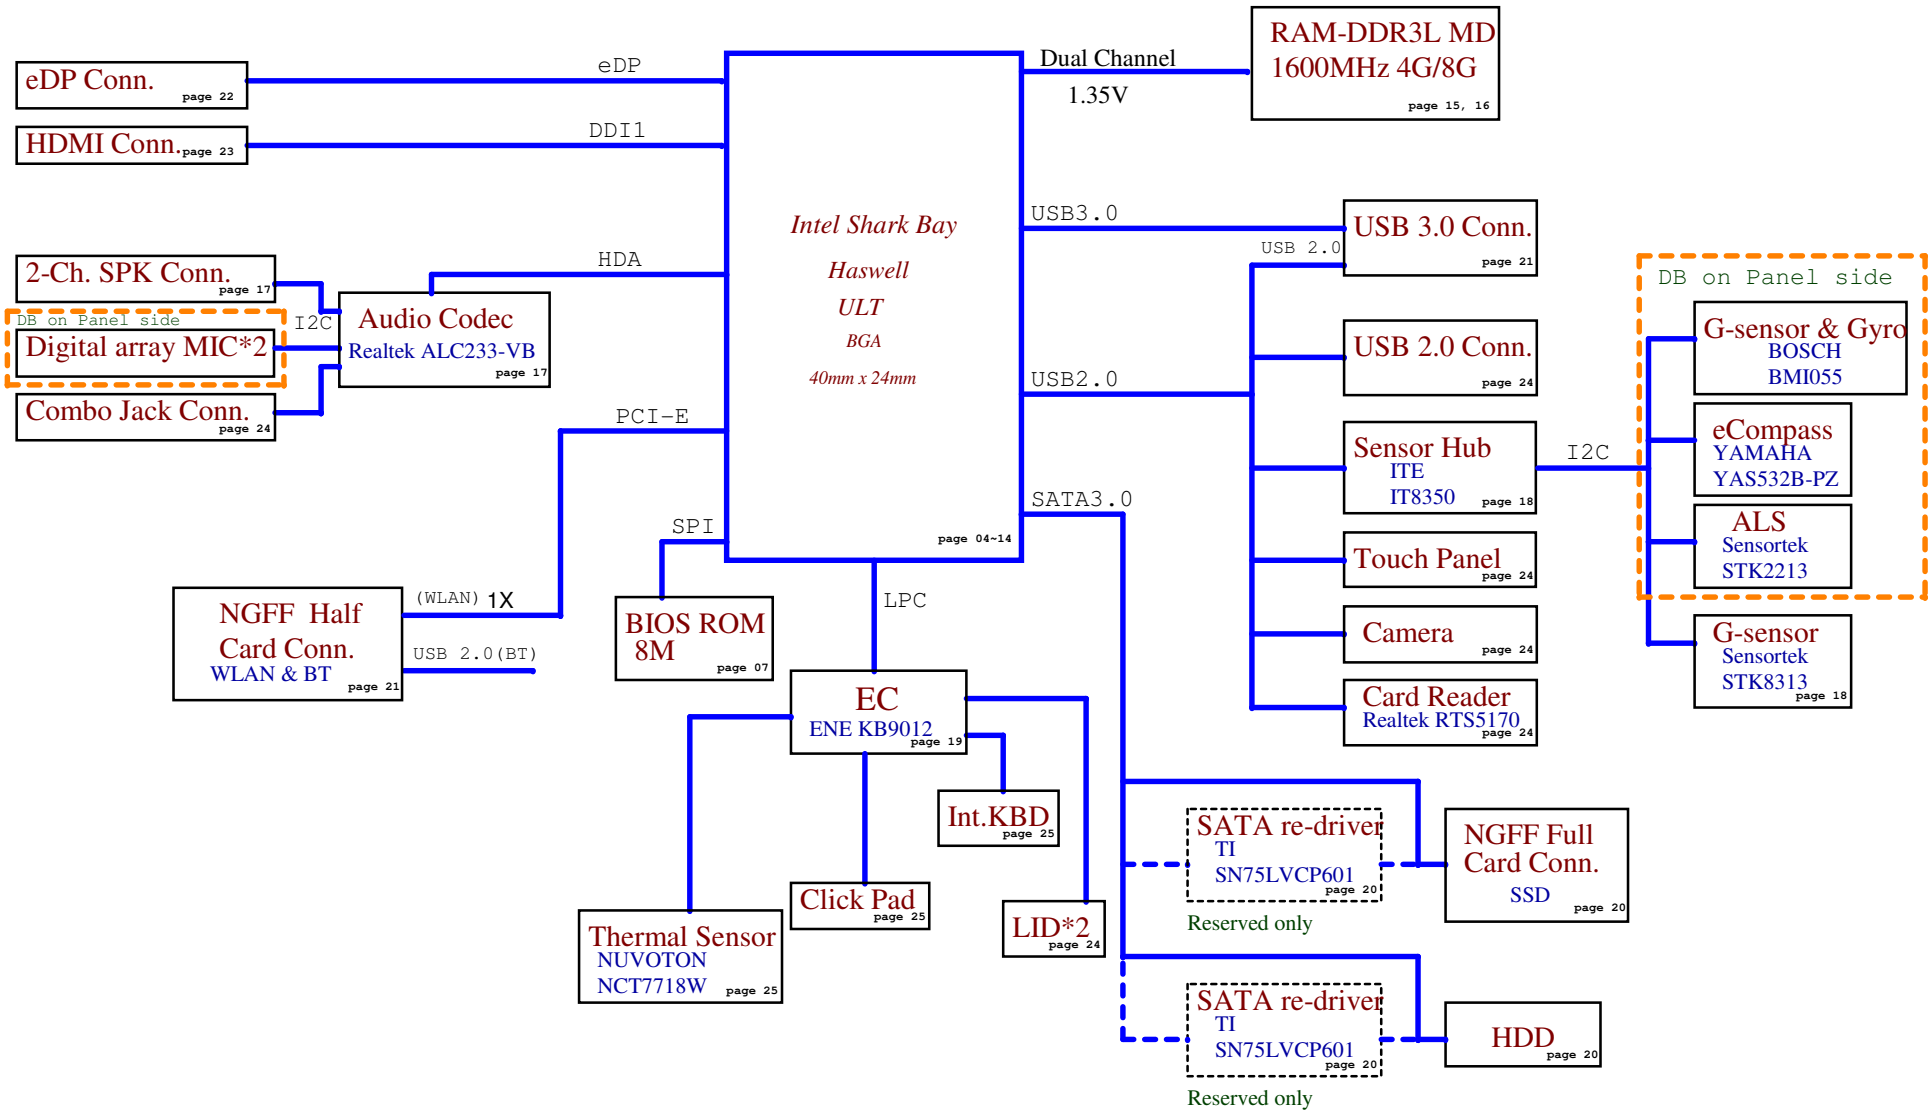 eDP Conn.
page 22
eDP
HDMI Conn.
page 23
DDI1
2-Ch. SPK Conn.
page 17
DB on Panel side
Digital array MIC*2
Combo Jack Conn.
page 24
I2C
HDA
Audio Codec
Realtek ALC233-VB
page 17
PCI-E
SPI
NGFF Half
Card Conn.
WLAN & BT
page 21
(WLAN) 1X
USB 2.0(BT)
BIOS ROM
8M
page 07
Intel Shark Bay
Haswell
ULT
BGA
40mm x 24mm
page 04~14
LPC
EC
ENE KB9012
page 19
Thermal Sensor
NUVOTON
NCT7718W
page 25
Click Pad
page 25
Int.KBD
page 25
LID*2
page 24
Dual Channel
1.35V
RAM-DDR3L MD
1600MHz 4G/8G
page 15, 16
USB3.0
USB 2.0
USB 3.0 Conn.
page 21
USB2.0
USB 2.0 Conn.
page 24
Sensor Hub
ITE
IT8350
page 18
Touch Panel
page 24
Camera
page 24
Card Reader
Realtek RTS5170
page 24
I2C
DB on Panel side
G-sensor & Gyro
BOSCH
BMI055
eCompass
YAMAHA
YAS532B-PZ
ALS
Sensortek
STK2213
G-sensor
Sensortek
STK8313
page 18
SATA3.0
SATA re-driver
TI
SN75LVCP601
page 20
Reserved only
NGFF Full
Card Conn.
SSD
page 20
SATA re-driver
TI
SN75LVCP601
page 20
Reserved only
HDD
page 20